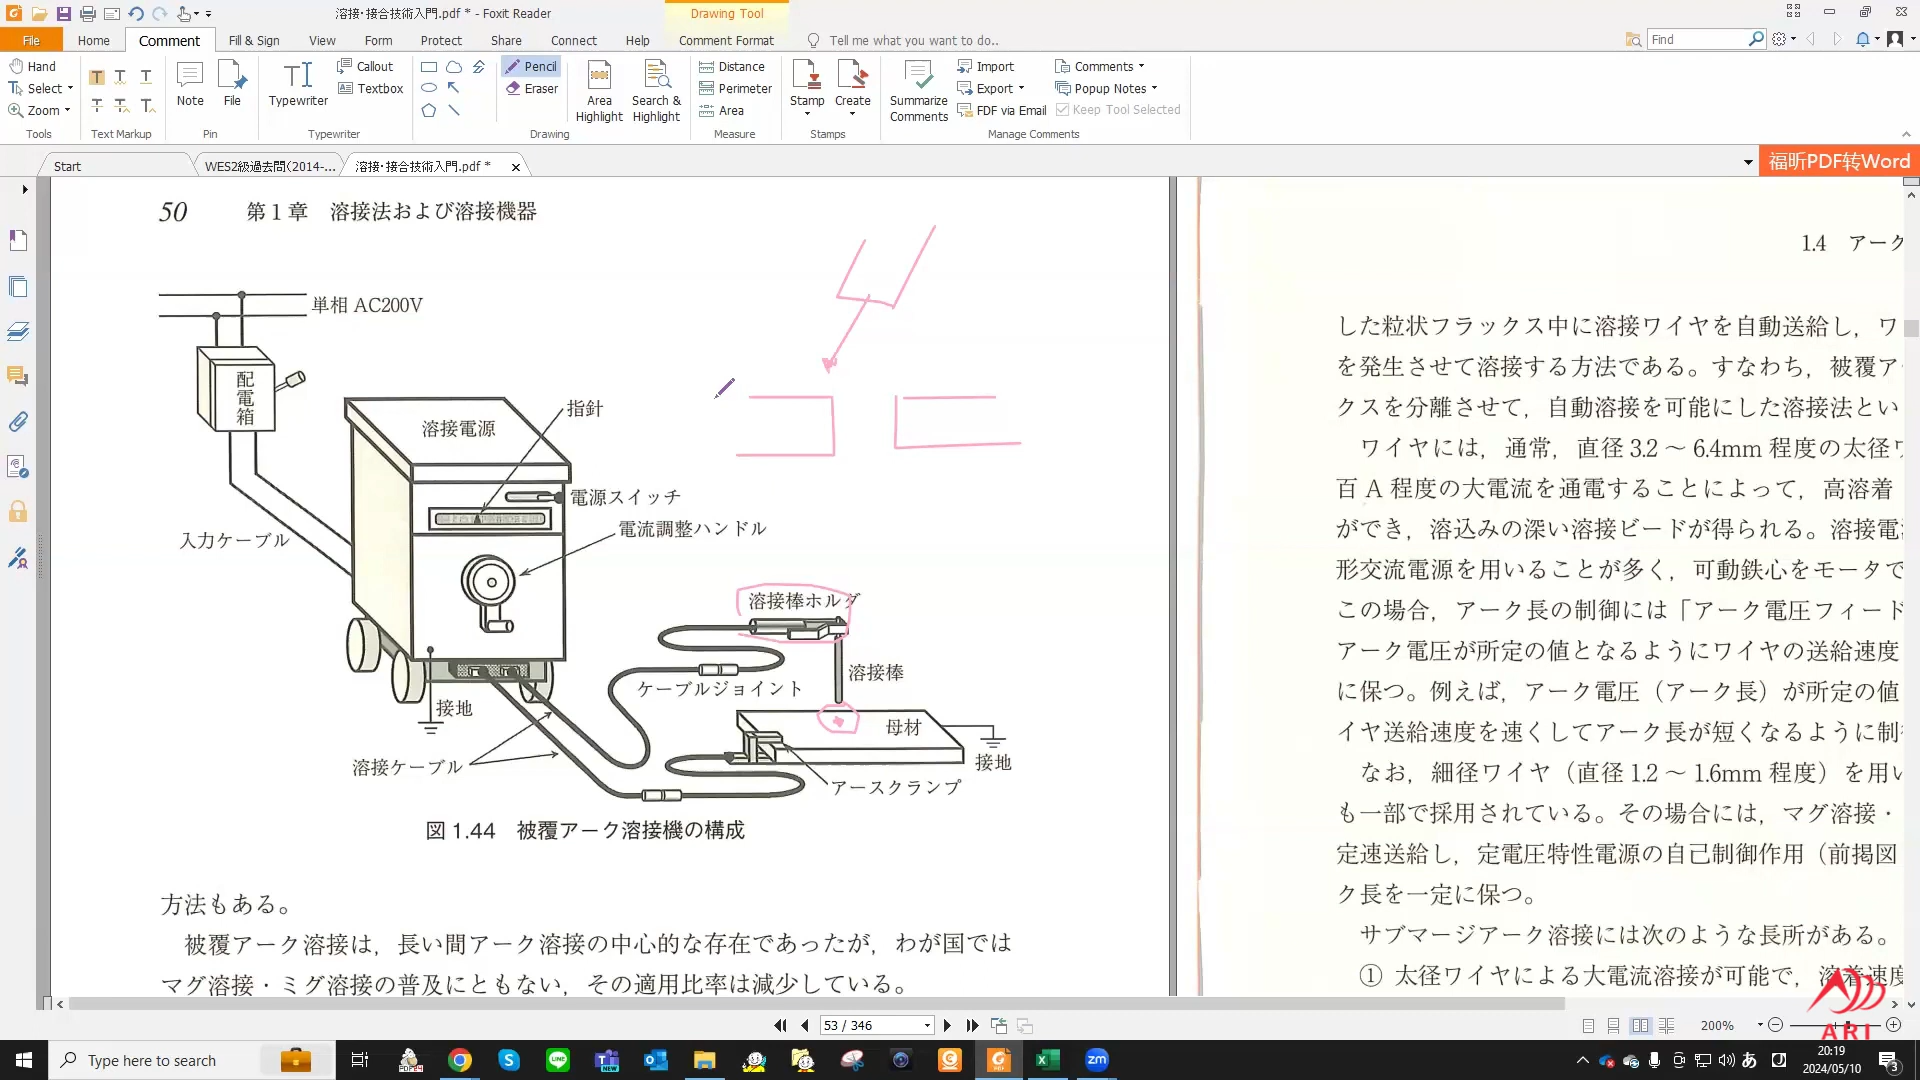 溶接・接合技術入門.pdf * - Foxit Reader
Drawing Tool
File
Home
Comment
Fill & Sign
View
Form
Protect
Share
Connect
Help
Comment Format
Tell me what you want to do..
Find
Hand
Select
Zoom
Tools
Text Markup
Note
File
Pin
Typewriter
Callout
Textbox
Typewriter
Pencil
Eraser
Area Highlight
Search & Highlight
Drawing
Distance
Perimeter
Area
Measure
Stamp
Create
Stamps
Summarize Comments
Import
Export
FDF via Email
Comments
Popup Notes
Keep Tool Selected
Manage Comments
Start
WES2級過去問(2014-...
溶接・接合技術入門.pdf *
福昕PDF转Word
50 第1章 溶接法および溶接機器
単相 AC200V
配電箱
指針
溶接電源
電源スイッチ
電流調整ハンドル
入力ケーブル
溶接棒ホルダ
溶接棒
ケーブルジョイント
接地
母材
溶接ケーブル
接地
アースクランプ
図 1.44 被覆アーク溶接機の構成
方法もある。
被覆アーク溶接は，長い間アーク溶接の中心的な存在であったが，わが国では
マグ溶接・ミグ溶接の普及にともない，その適用比率は減少している。
1.4 アーク
した粒状フラックス中に溶接ワイヤを自動送給し，ワ
を発生させて溶接する方法である。すなわち，被覆ア
クスを分離させて，自動溶接を可能にした溶接法とい
ワイヤには，通常，直径 3.2 ～ 6.4mm 程度の太径ワ
百 A 程度の大電流を通電することによって，高溶着
ができ，溶込みの深い溶接ビードが得られる。溶接電
形交流電源を用いることが多く，可動鉄心をモータで
この場合，アーク長の制御には「アーク電圧フィード
アーク電圧が所定の値となるようにワイヤの送給速度
に保つ。例えば，アーク電圧（アーク長）が所定の値
イヤ送給速度を速くしてアーク長が短くなるように制
なお，細径ワイヤ（直径 1.2 ～ 1.6mm 程度）を用い
も一部で採用されている。その場合には，マグ溶接・
定速送給し，定電圧特性電源の自己制御作用（前掲図
ク長を一定に保つ。
サブマージアーク溶接には次のような長所がある。
① 太径ワイヤによる大電流溶接が可能で，溶着速度
ARI
53 / 346
200%
Type here to search
あ
20:19
2024/05/10
3